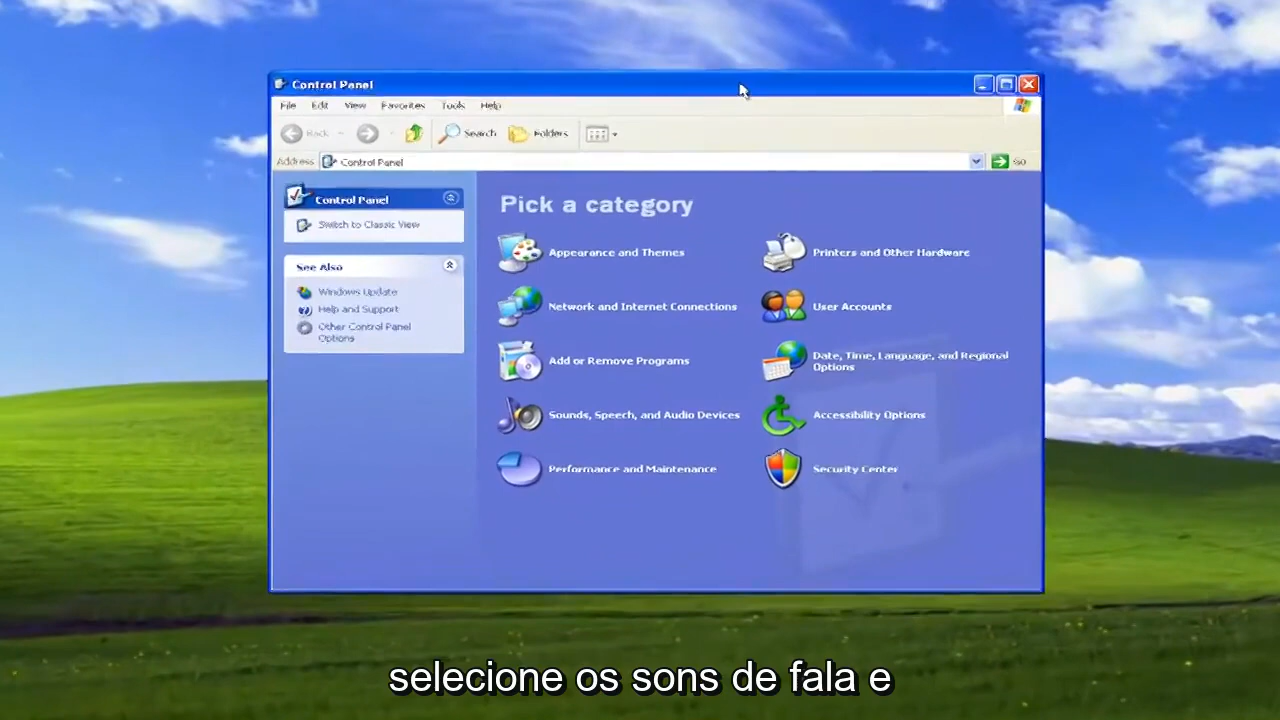 Control Panel
File Edit View Favorites Tools Help
Back Search Folders
Address Control Panel Go
Control Panel
Switch to Classic View
See Also
Windows Update
Help and Support
Other Control Panel
Options
Pick a category
Appearance and Themes
Printers and Other Hardware
Network and Internet Connections
User Accounts
Add or Remove Programs
Date, Time, Language, and Regional
Options
Sounds, Speech, and Audio Devices
Accessibility Options
Performance and Maintenance
Security Center
selecione os sons de fala e